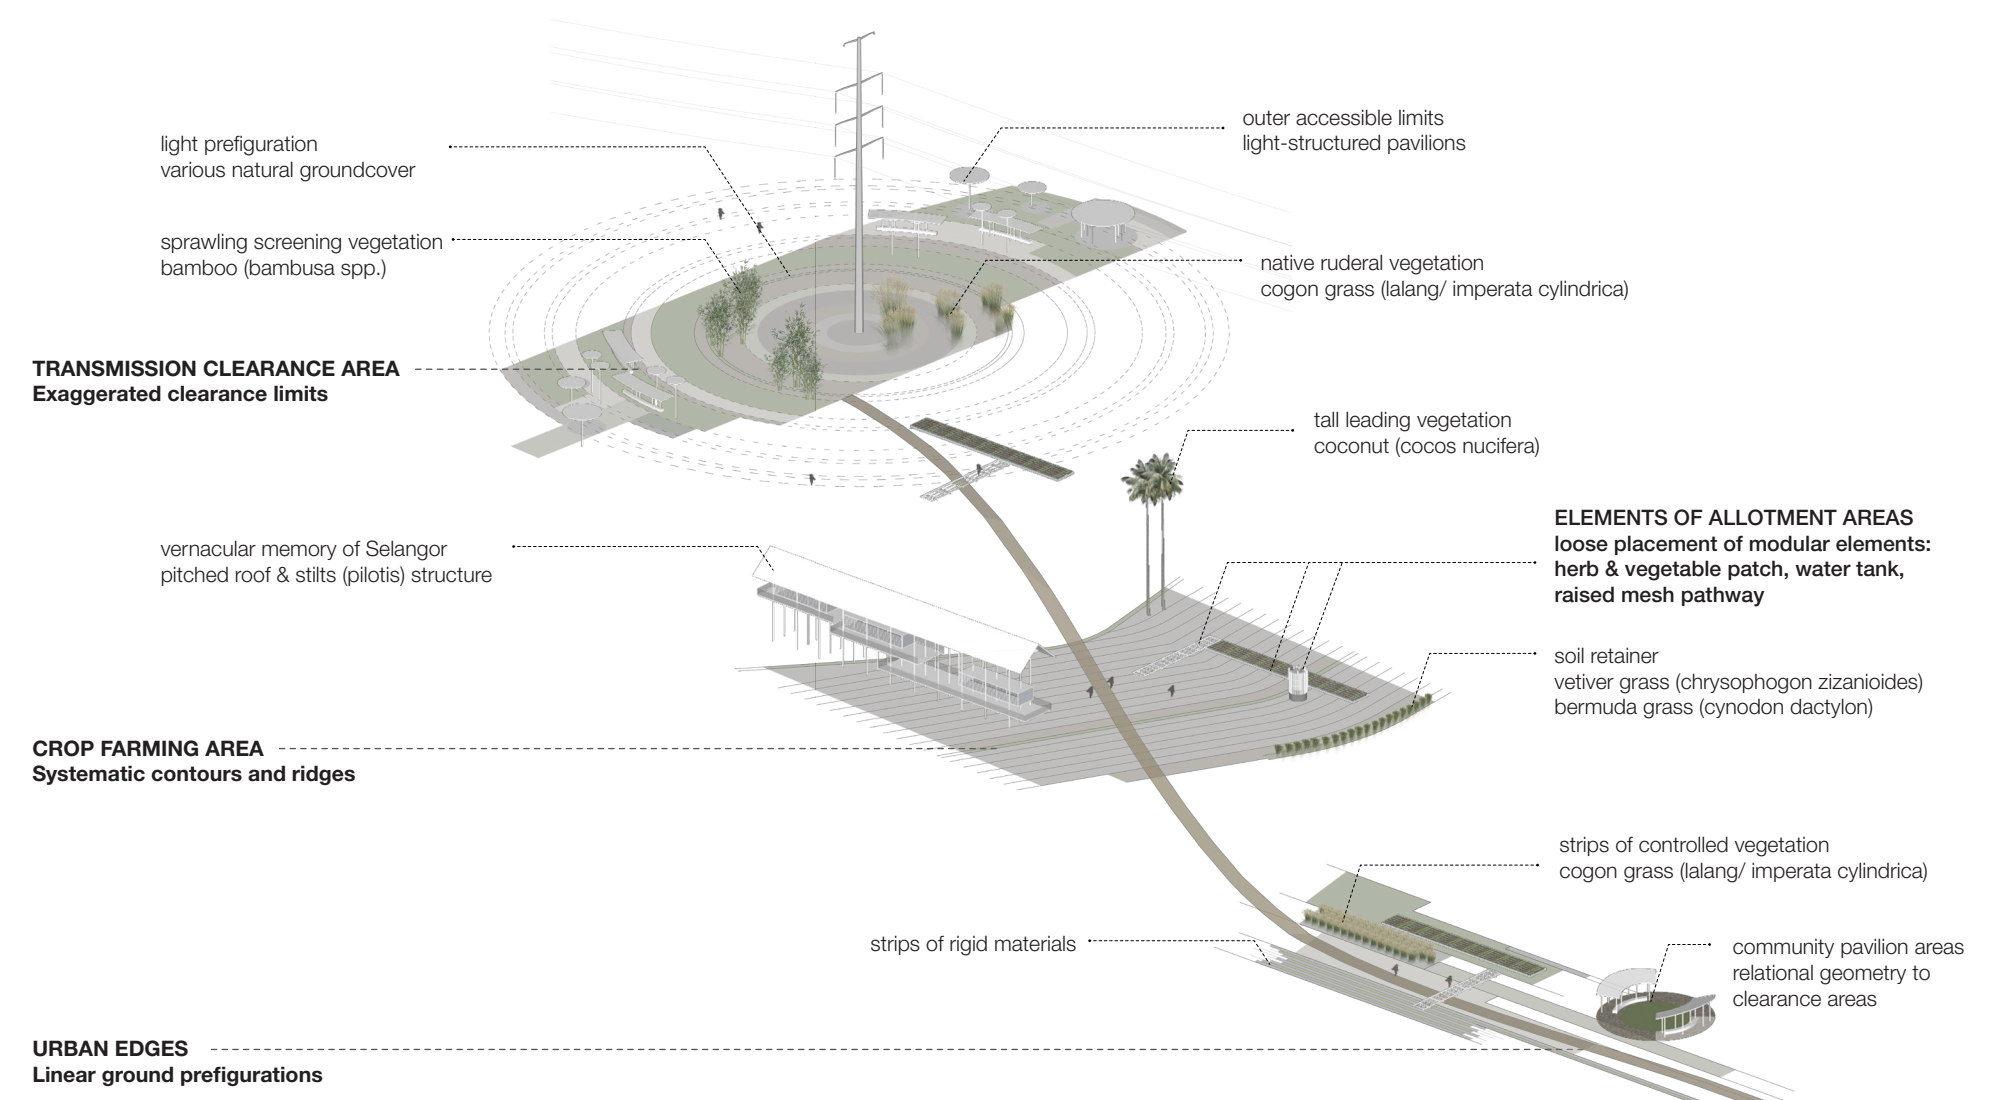 light prefiguration
various natural groundcover
outer accessible limits
light-structured pavilions
sprawling screening vegetation
bamboo (bambusa spp.)
native ruderal vegetation
cogon grass (lalang/ imperata cylindrica)
TRANSMISSION CLEARANCE AREA
Exaggerated clearance limits
tall leading vegetation
coconut (cocos nucifera)
vernacular memory of Selangor
pitched roof & stilts (pilotis) structure
ELEMENTS OF ALLOTMENT AREAS
loose placement of modular elements:
herb & vegetable patch, water tank,
raised mesh pathway
soil retainer
vetiver grass (chrysophogon zizanioides)
bermuda grass (cynodon dactylon)
CROP FARMING AREA
Systematic contours and ridges
strips of controlled vegetation
cogon grass (lalang/ imperata cylindrica)
strips of rigid materials
community pavilion areas
relational geometry to
clearance areas
URBAN EDGES
Linear ground prefigurations